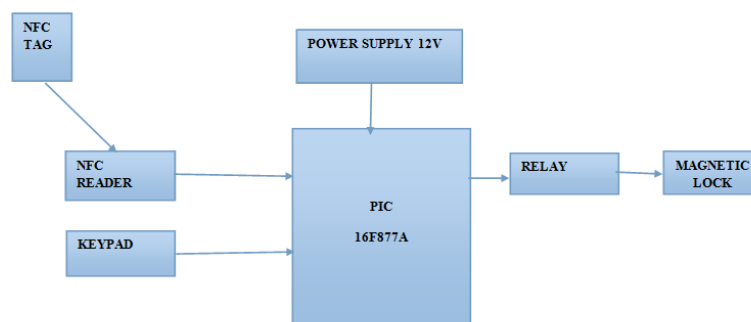 NFC
TAG
POWER SUPPLY 12V
NFC
READER
KEYPAD
PIC
16F877A
RELAY
MAGNETIC
LOCK